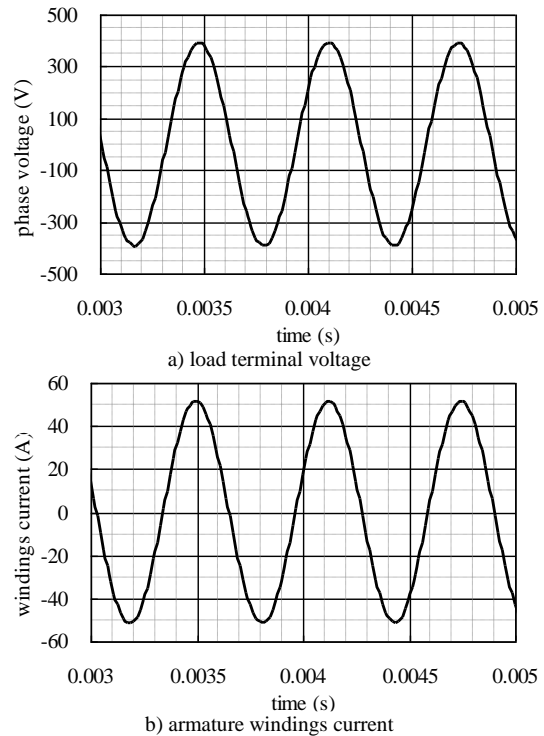 500
300
100
-100
-300
-500
phase voltage (V)
0.003 0.0035 0.004 0.0045 0.005
time (s)
a) load terminal voltage
60
40
20
0
-20
-40
-60
windings current (A)
0.003 0.0035 0.004 0.0045 0.005
time (s)
b) armature windings current